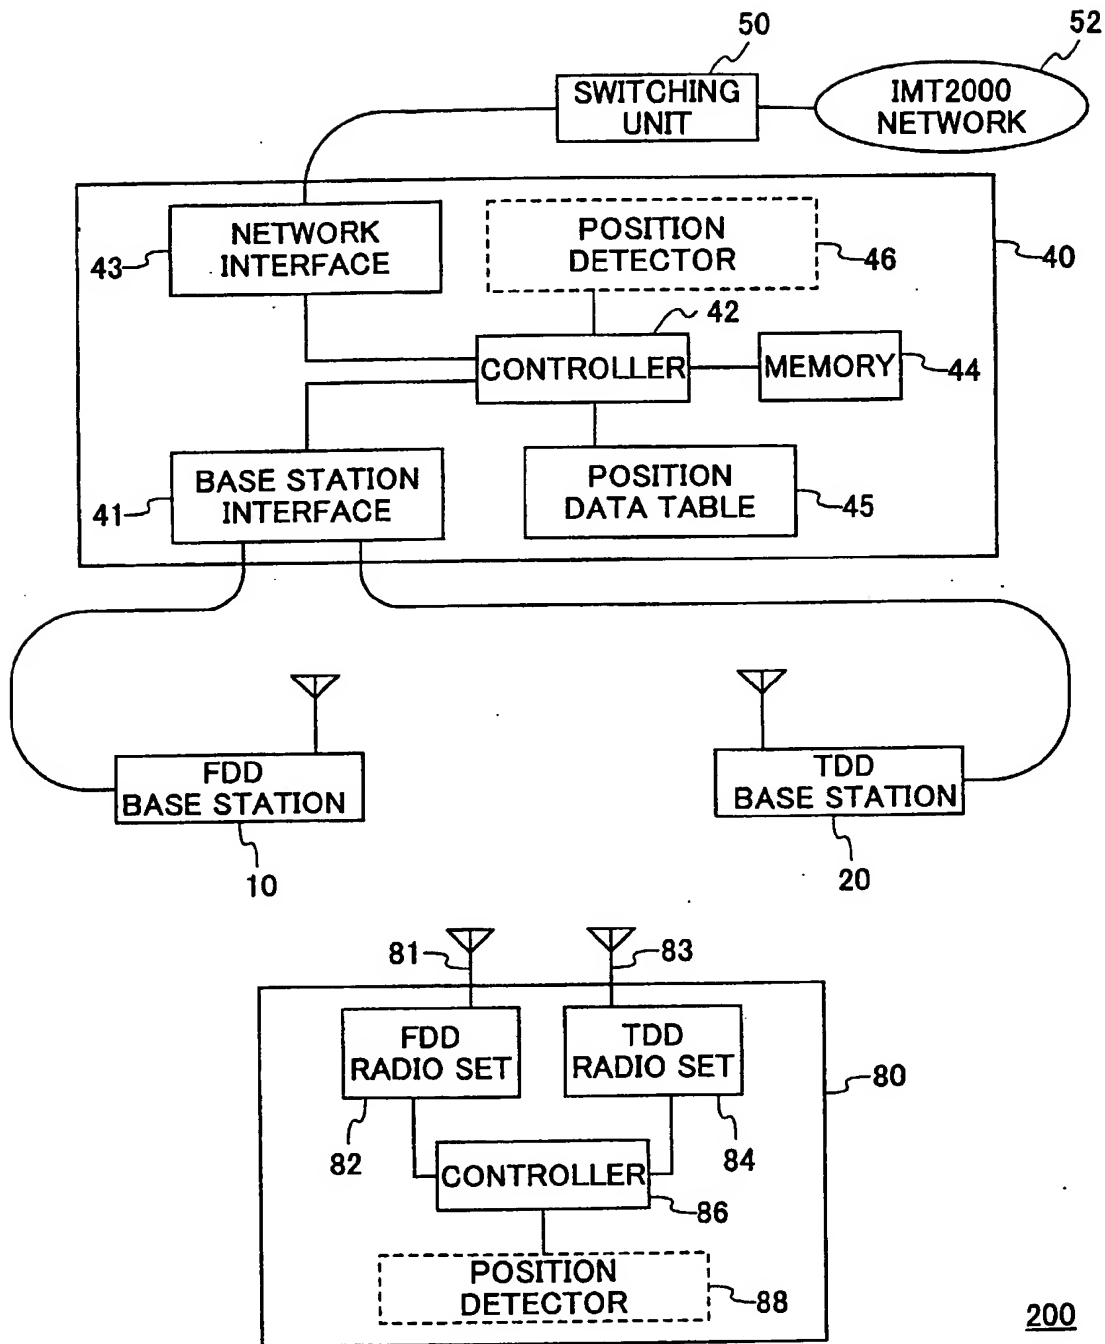 50
52
SWITCHING
UNIT
IMT2000
NETWORK
NETWORK
INTERFACE
43
POSITION
DETECTOR
46
40
42
CONTROLLER
MEMORY
44
BASE STATION
INTERFACE
41
POSITION
DATA TABLE
45
FDD
BASE STATION
10
TDD
BASE STATION
20
81
83
FDD
RADIO SET
TDD
RADIO SET
80
82
84
CONTROLLER
86
POSITION
DETECTOR
88
200